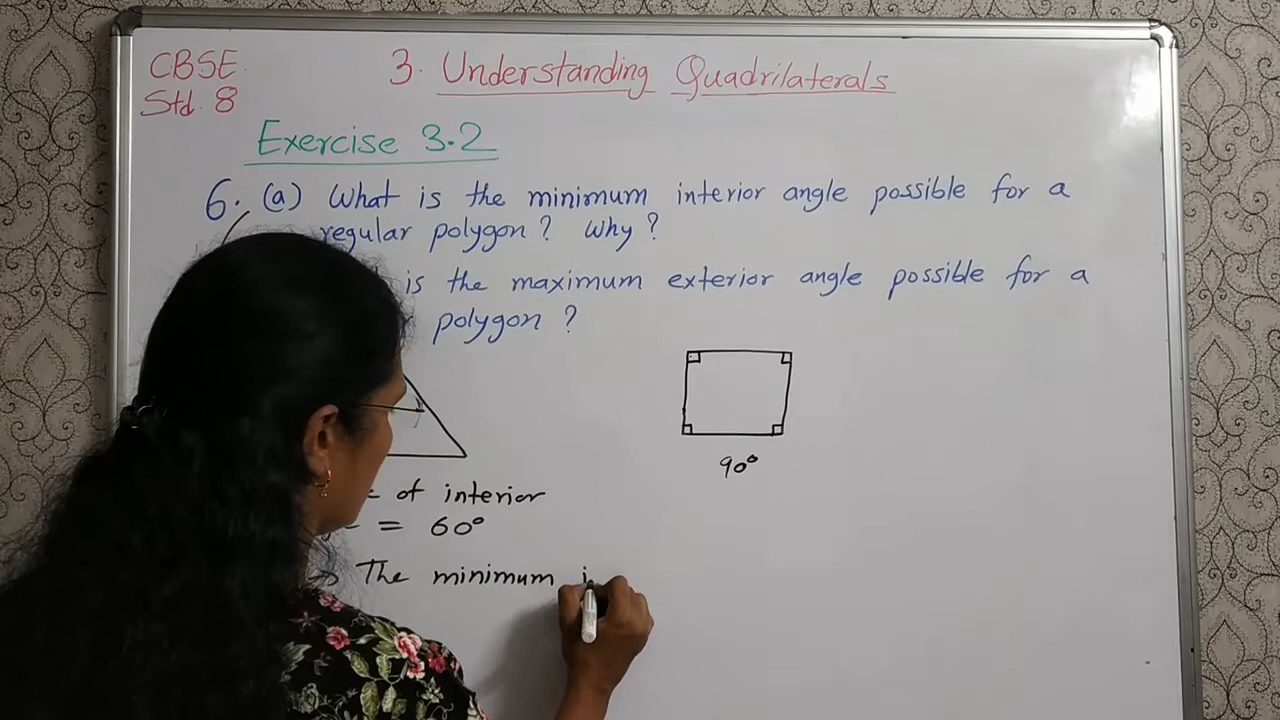 CBSE
Std. 8
3. Understanding Quadrilaterals
Exercise 3.2
6. (a) What is the minimum interior angle possible for a
regular polygon? Why?
is the maximum exterior angle possible for a
polygon?
90°
of interior
= 60°
→ The minimum